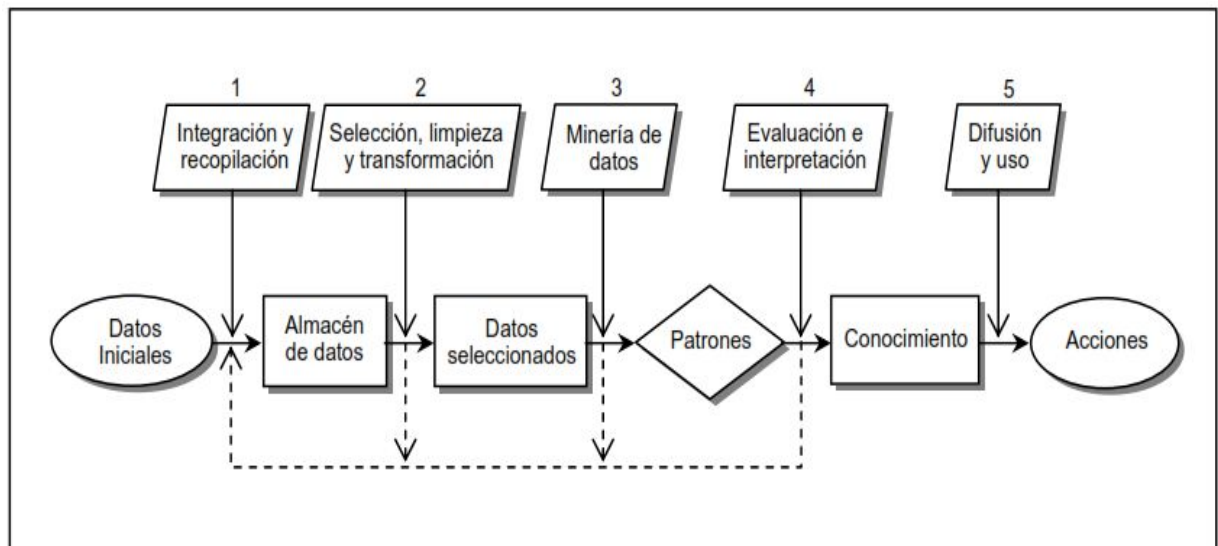 1
Integración y
recopilación
2
Selección, limpieza
y transformación
3
Minería de
datos
4
Evaluación e
interpretación
5
Difusión
y uso
Datos
Iniciales
Almacén
de datos
Datos
seleccionados
Patrones
Conocimiento
Acciones